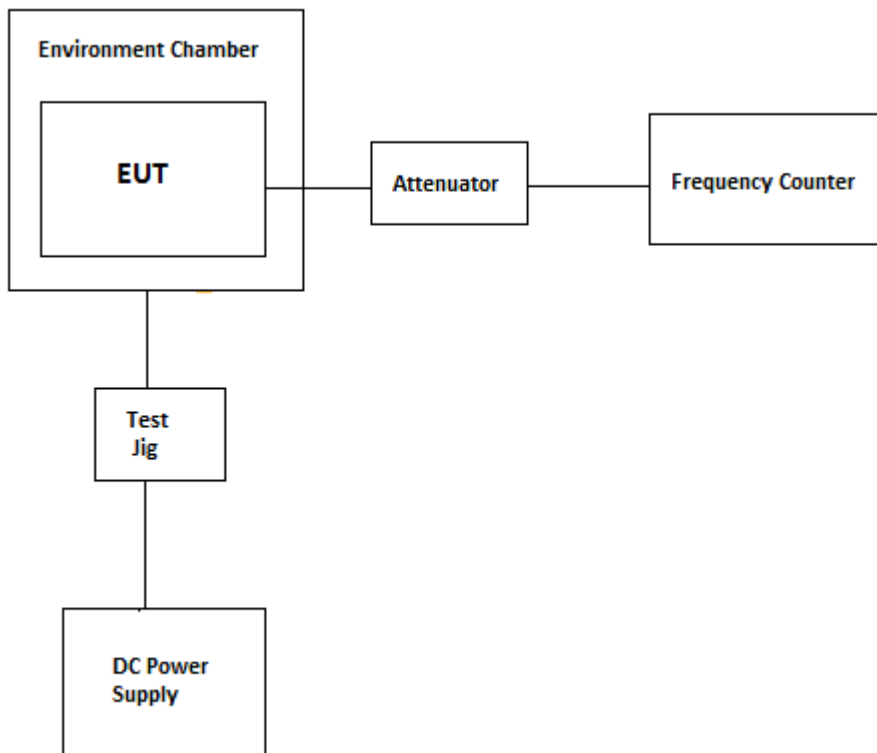 Environment Chamber
EUT
Attenuator
Frequency Counter
Test
Jig
DC Power
Supply